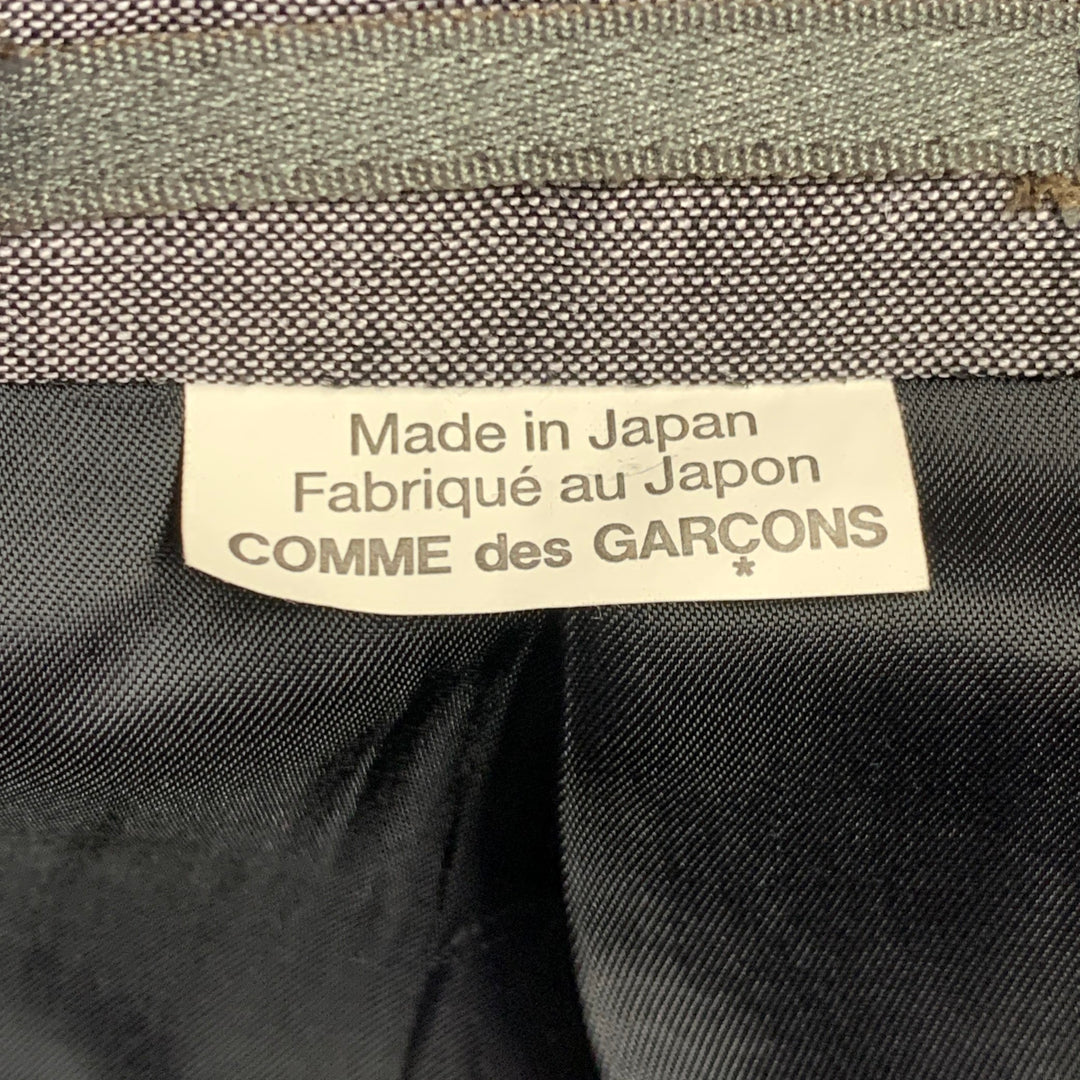 Made in Japan
Fabriqué au Japon
COMME des GARÇONS
*